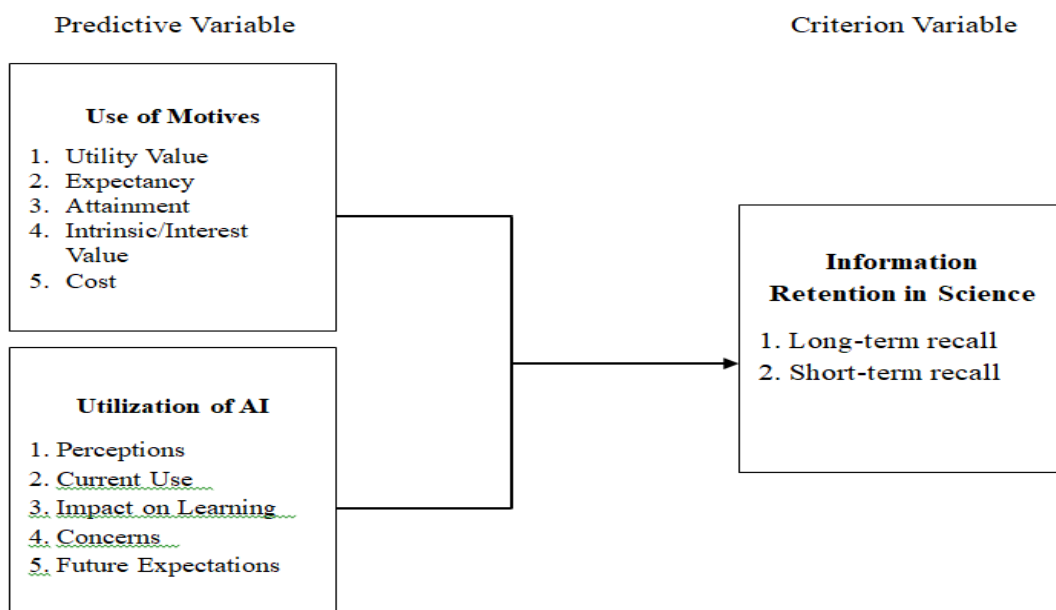 Predictive Variable
Criterion Variable
Use of Motives
1. Utility Value
2. Expectancy
3. Attainment
4. Intrinsic/Interest
Value
5. Cost
Utilization of AI
1. Perceptions
2. Current Use
3. Impact on Learning
4. Concerns
5. Future Expectations
Information
Retention in Science
1. Long-term recall
2. Short-term recall